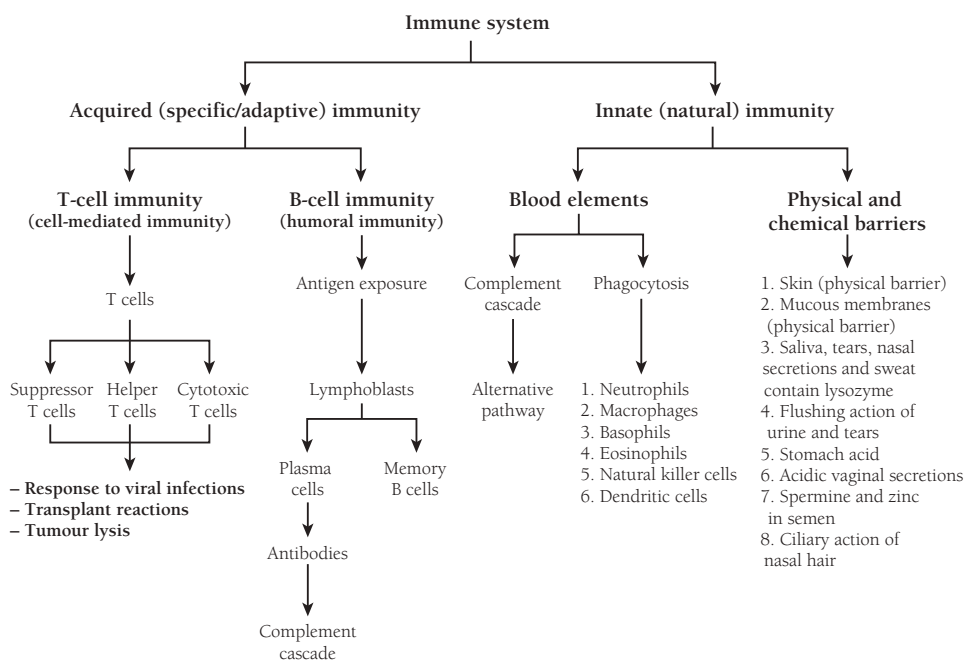 Immune system
Acquired (specific/adaptive) immunity
Innate (natural) immunity
T-cell immunity
(cell-mediated immunity)
B-cell immunity
(humoral immunity)
Blood elements
Physical and
chemical barriers
T cells
Suppressor
T cells
Helper
T cells
Cytotoxic
T cells
– Response to viral infections
– Transplant reactions
– Tumour lysis
Antigen exposure
Lymphoblasts
Plasma
cells
Memory
B cells
Antibodies
Complement
cascade
Complement
cascade
Alternative
pathway
Phagocytosis
1. Neutrophils
2. Macrophages
3. Basophils
4. Eosinophils
5. Natural killer cells
6. Dendritic cells
1. Skin (physical barrier)
2. Mucous membranes
(physical barrier)
3. Saliva, tears, nasal
secretions and sweat
contain lysozyme
4. Flushing action of
urine and tears
5. Stomach acid
6. Acidic vaginal secretions
7. Spermine and zinc
in semen
8. Ciliary action of
nasal hair